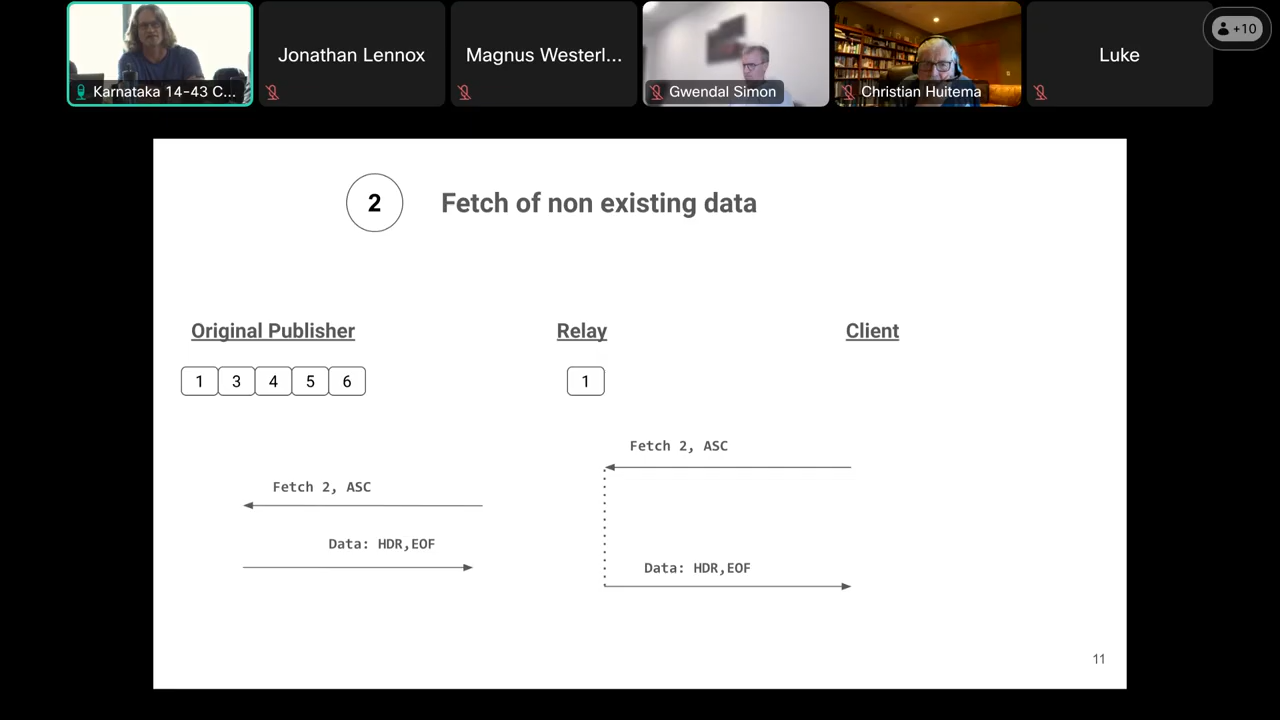 Karnataka 14-43 C...
Jonathan Lennox
Magnus Westerl...
Gwendal Simon
Christian Huitema
Luke
+10
2
Fetch of non existing data
Original Publisher
Relay
Client
1 3 4 5 6
1
Fetch 2, ASC
Fetch 2, ASC
Data: HDR,EOF
Data: HDR,EOF
11